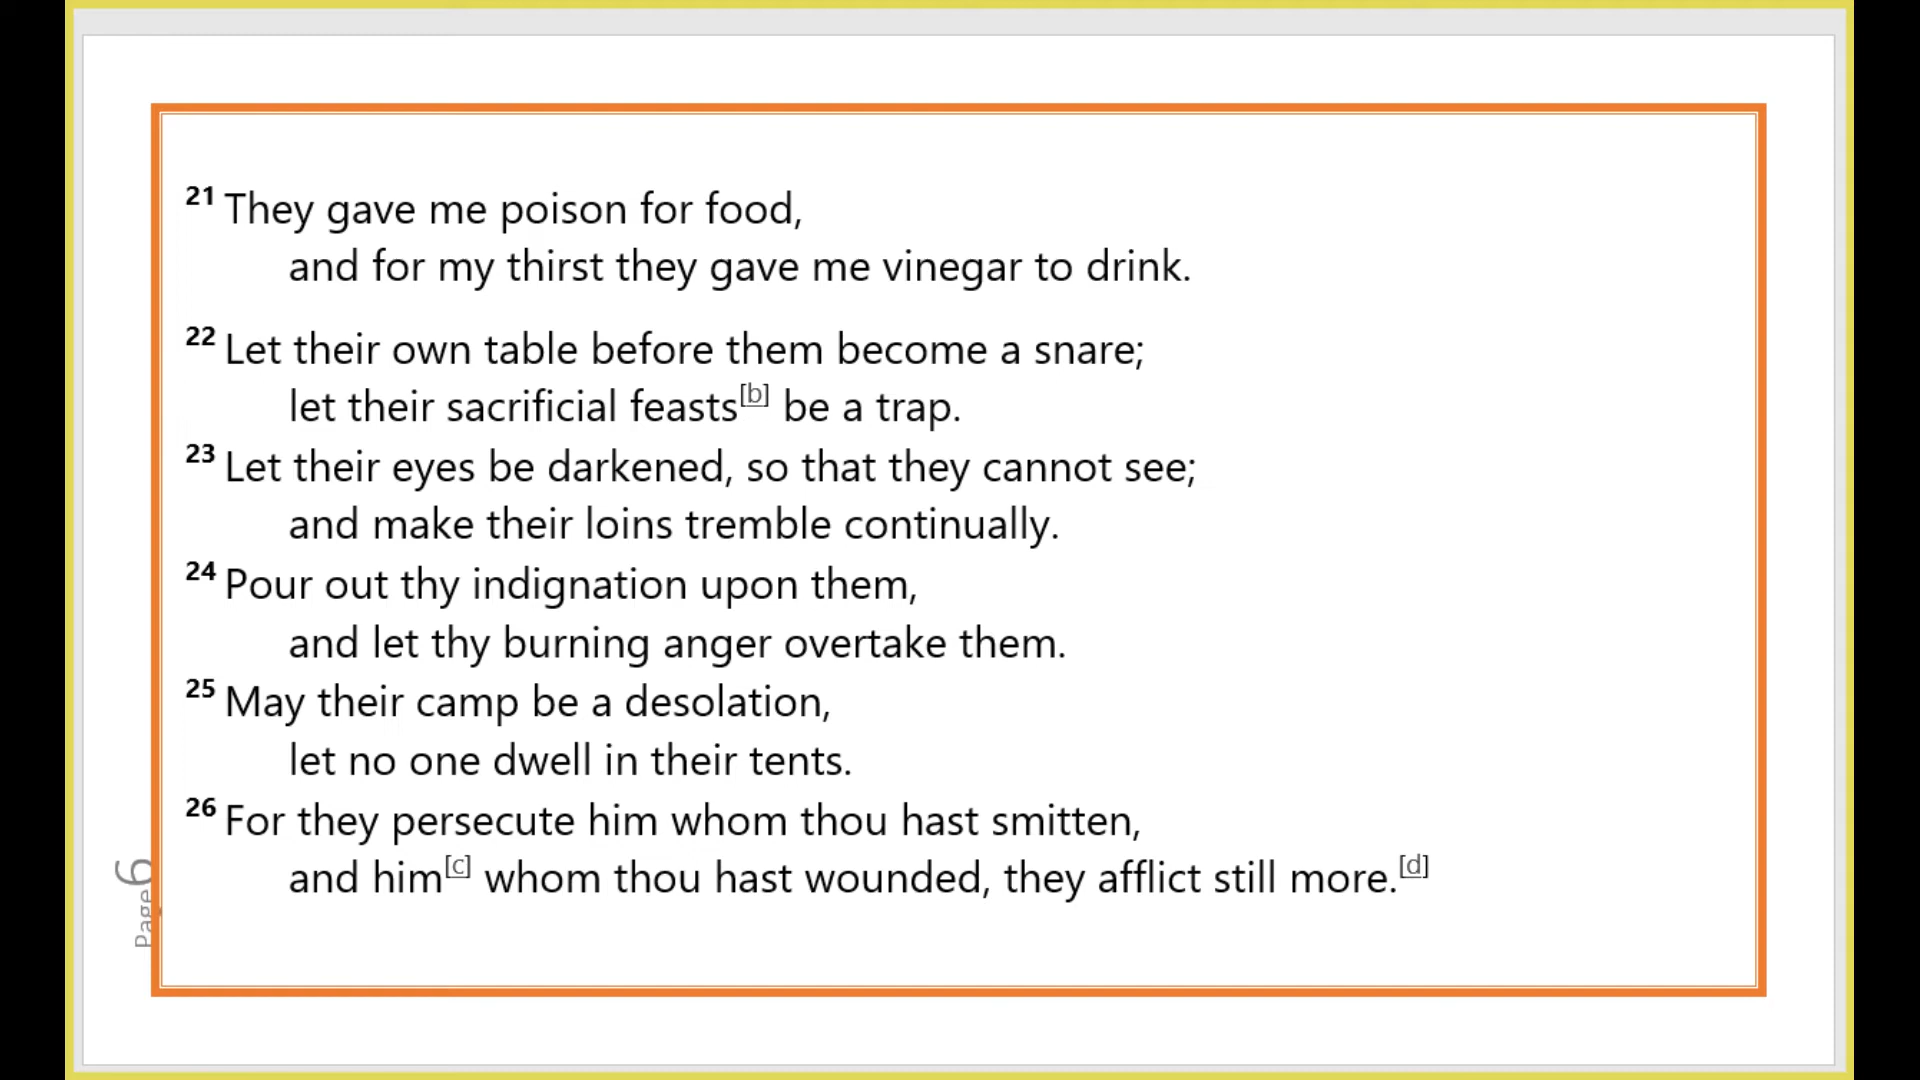 21 They gave me poison for food,
and for my thirst they gave me vinegar to drink.
22 Let their own table before them become a snare;
let their sacrificial feasts[b] be a trap.
23 Let their eyes be darkened, so that they cannot see;
and make their loins tremble continually.
24 Pour out thy indignation upon them,
and let thy burning anger overtake them.
25 May their camp be a desolation,
let no one dwell in their tents.
26 For they persecute him whom thou hast smitten,
and him[c] whom thou hast wounded, they afflict still more.[d]
Page 6